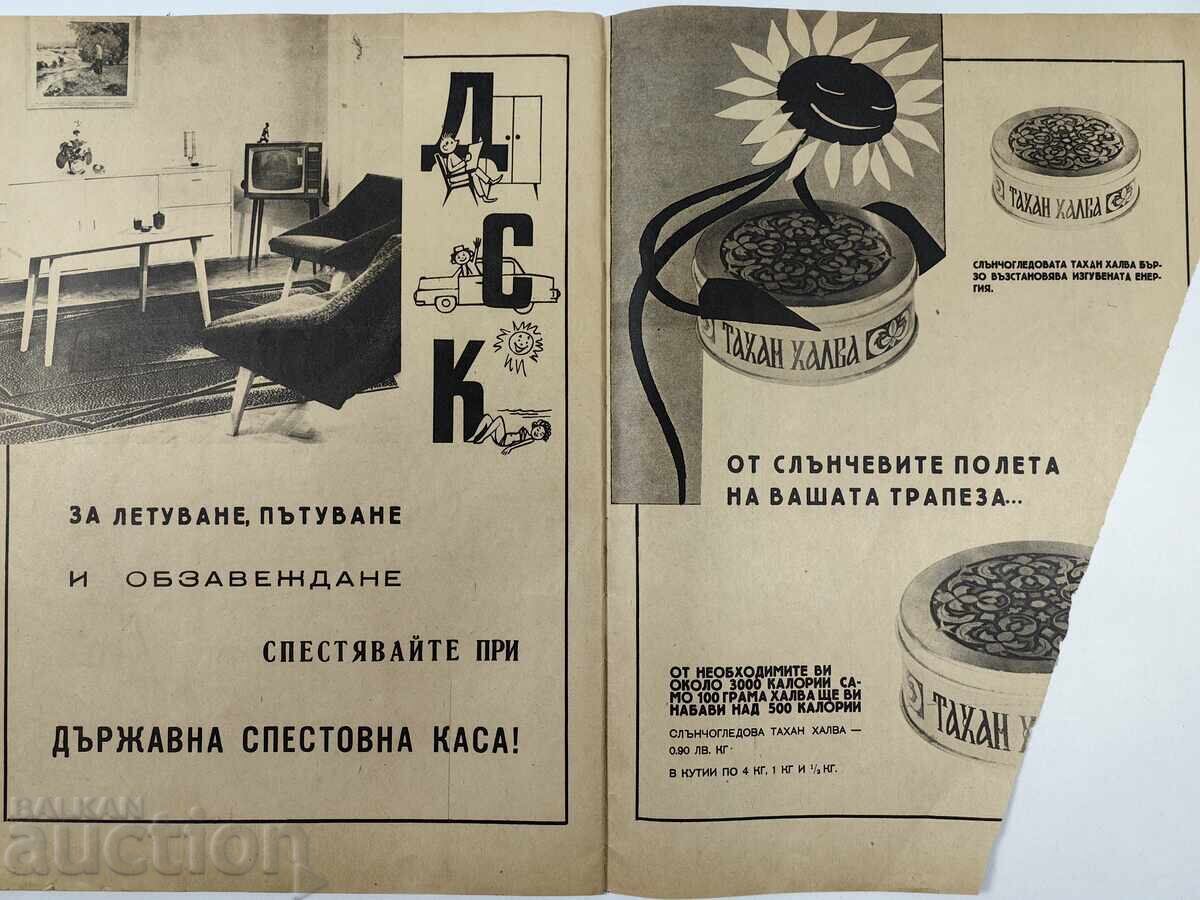 Д
С
К
ЗА ЛЕТУВАНЕ, ПЪТУВАНЕ
И ОБЗАВЕЖДАНЕ
СПЕСТЯВАЙТЕ ПРИ
ДЪРЖАВНА СПЕСТОВНА КАСА!
ТАХАН ХАЛВА
СЛЪНЧОГЛЕДОВАТА ТАХАН ХАЛВА БЪР-
ЗО ВЪЗСТАНОВЯВА ИЗГУБЕНАТА ЕНЕР-
ГИЯ.
ТАХАН ХАЛВА
ОТ СЛЪНЧЕВИТЕ ПОЛЕТА
НА ВАШАТА ТРАПЕЗА...
ОТ НЕОБХОДИМИТЕ ВИ
ОКОЛО 3000 КАЛОРИИ СА-
МО 100 ГРАМА ХАЛВА ЩЕ ВИ
НАБАВИ НАД 500 КАЛОРИИ
СЛЪНЧОГЛЕДОВА ТАХАН ХАЛВА —
0.90 ЛВ. КГ.
В КУТИИ ПО 4 КГ, 1 КГ И ½ КГ.
ТАХАН Х
BALKAN
auction